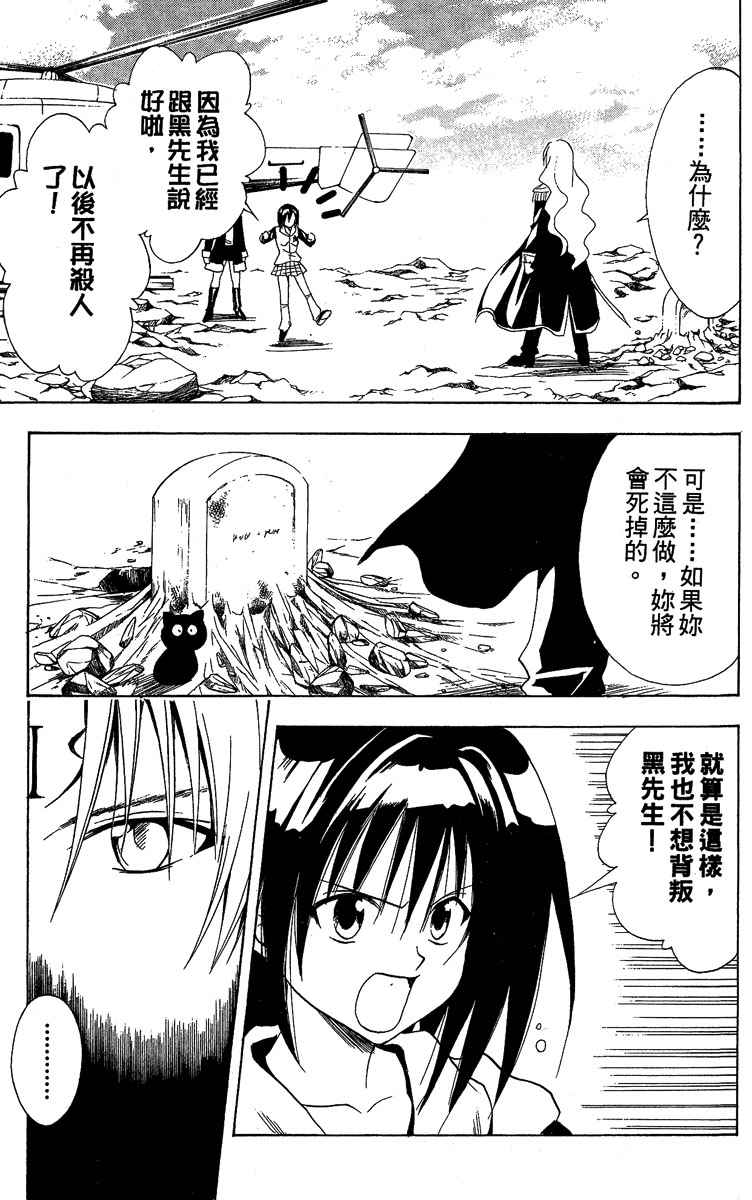 ……為什麼？
因為我已經
跟黑先生說
好啦，
以後不再殺人
了！
可是……如果妳
不這麼做，妳將
會死掉的。
就算是這樣，
我也不想背叛
黑先生！
…………
I